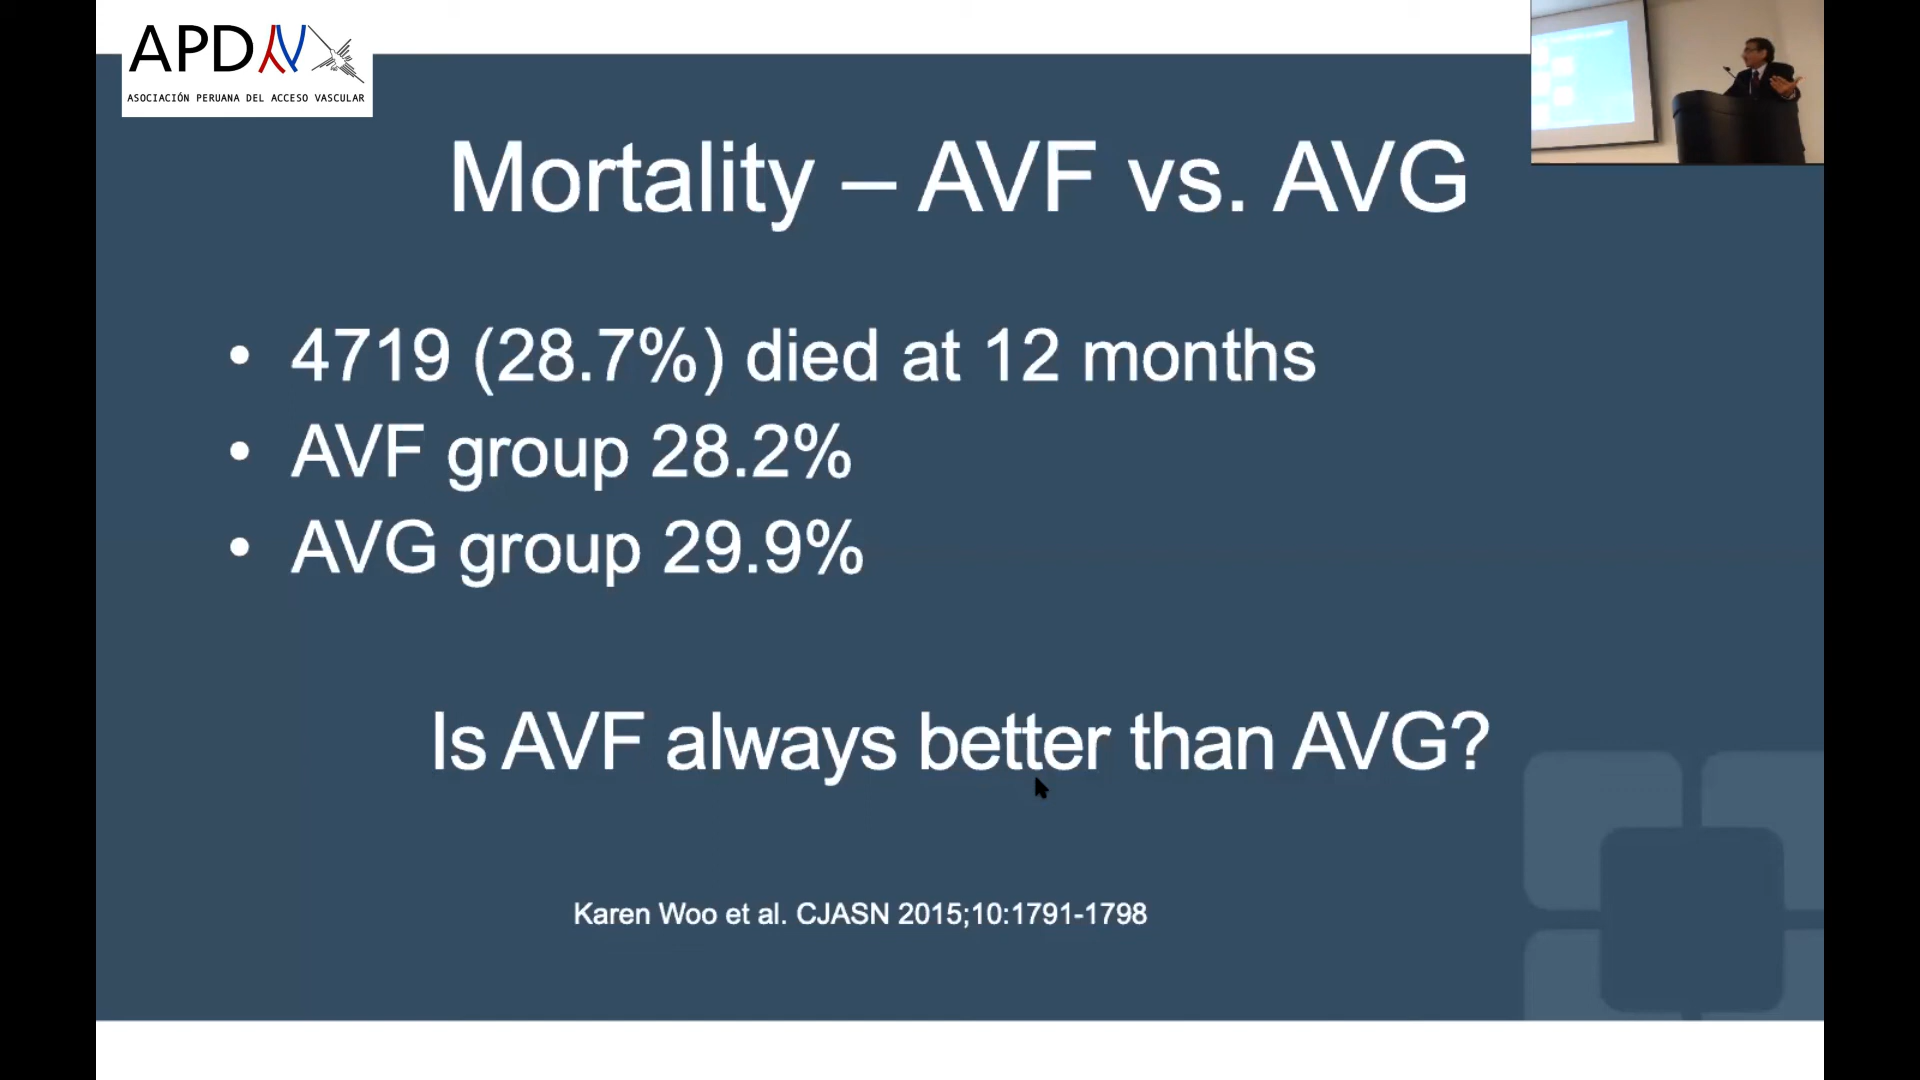 APDAV
ASOCIACIÓN PERUANA DEL ACCESO VASCULAR
Mortality – AVF vs. AVG
• 4719 (28.7%) died at 12 months
• AVF group 28.2%
• AVG group 29.9%
Is AVF always better than AVG?
Karen Woo et al. CJASN 2015;10:1791-1798